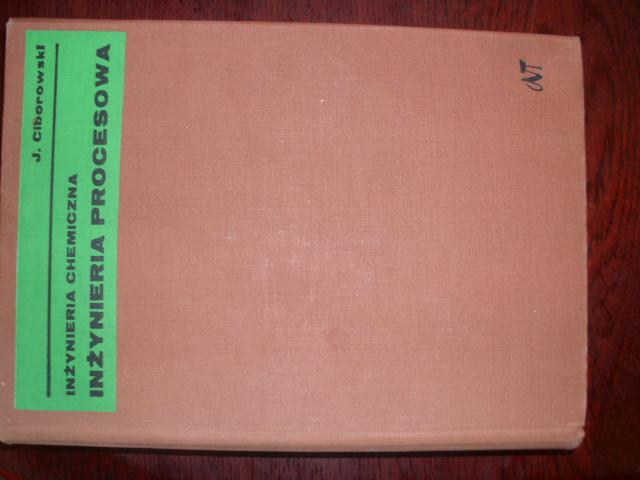 J. Ciborowski
INŻYNIERIA CHEMICZNA
INŻYNIERIA PROCESOWA
WNT